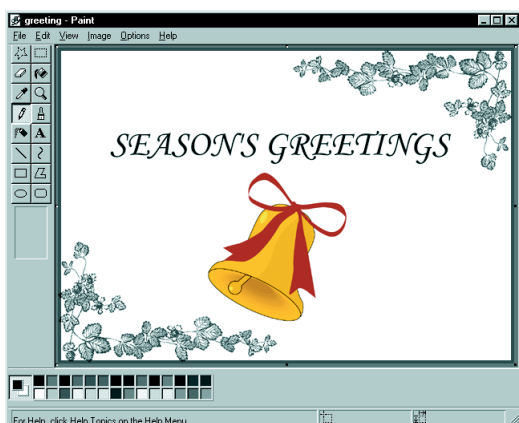 greeting - Paint
File Edit View Image Options Help
A
SEASON'S GREETINGS
For Help, click Help Topics on the Help Menu.